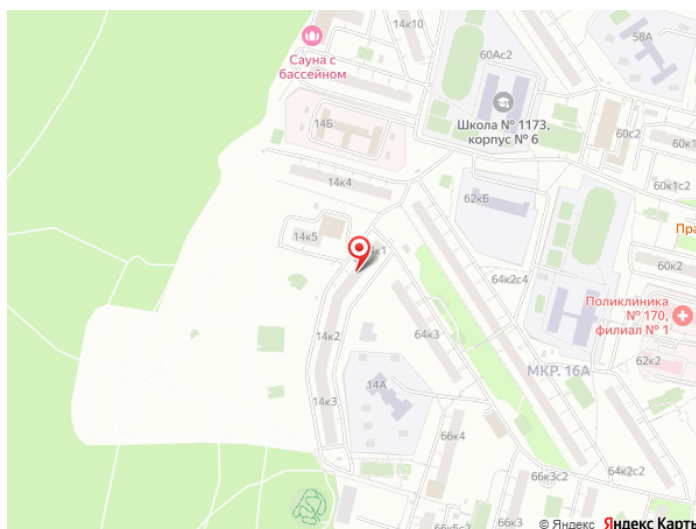 14к10
58А
60Ас2
Сауна с
бассейном
14Б
Школа № 1173,
корпус № 6
60с2
60к1
14к4
62кБ
60к1с2
14к5
Пра
60к2
64к2с4
Поликлиника
№ 170,
филиал № 1
14к2
64к3
62к2
МКР. 16А
14А
14к3
66к4
64к2с2
66к3с2
66к3
© Яндекс Яндекс Карты